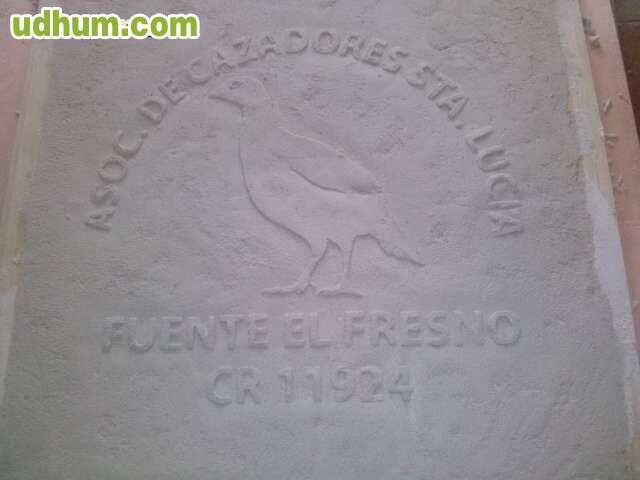 udhum.com
ASOC. DE CAZADORES STA. LUCIA
FUENTE EL FRESNO
CR 11924